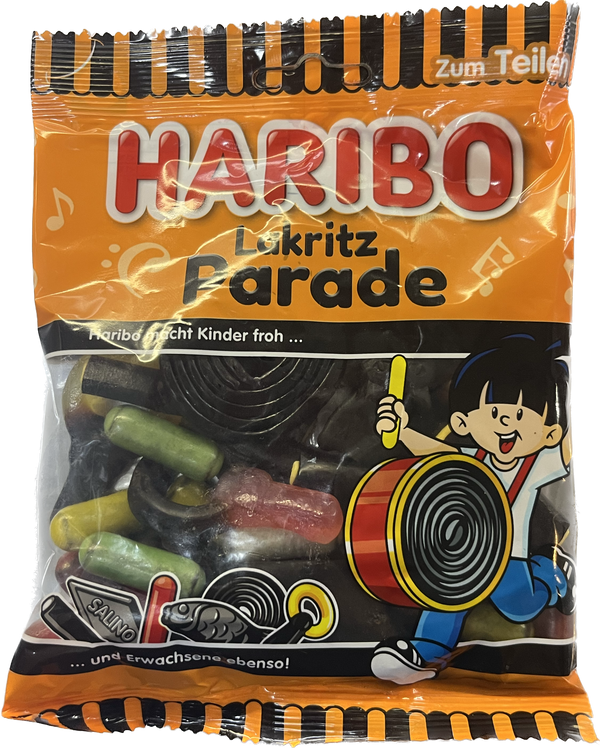 Zum Teilen
HARIBO
Lakritz
Parade
Haribo macht Kinder froh ...
SALINO
... und Erwachsene ebenso!